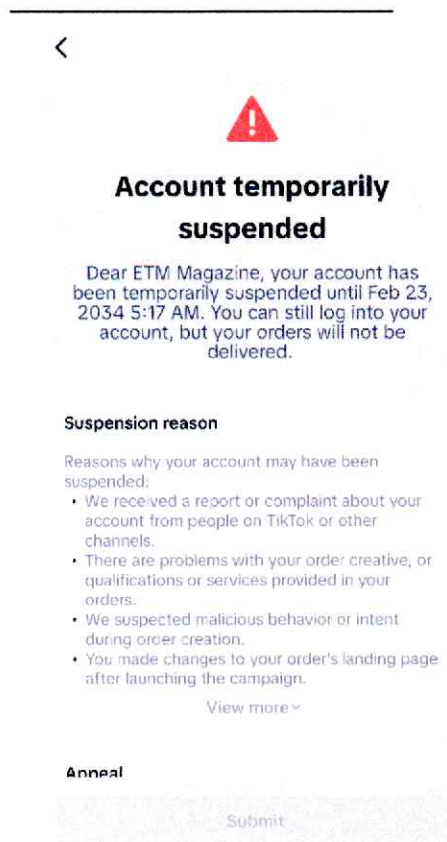 Account temporarily
suspended
Dear ETM Magazine, your account has
been temporarily suspended until Feb 23,
2034 5:17 AM. You can still log into your
account, but your orders will not be
delivered.
Suspension reason
Reasons why your account may have been
suspended:
• We received a report or complaint about your
account from people on TikTok or other
channels.
• There are problems with your order creative, or
qualifications or services provided in your
orders.
• We suspected malicious behavior or intent
during order creation.
• You made changes to your order's landing page
after launching the campaign.
View more
Appeal
Submit